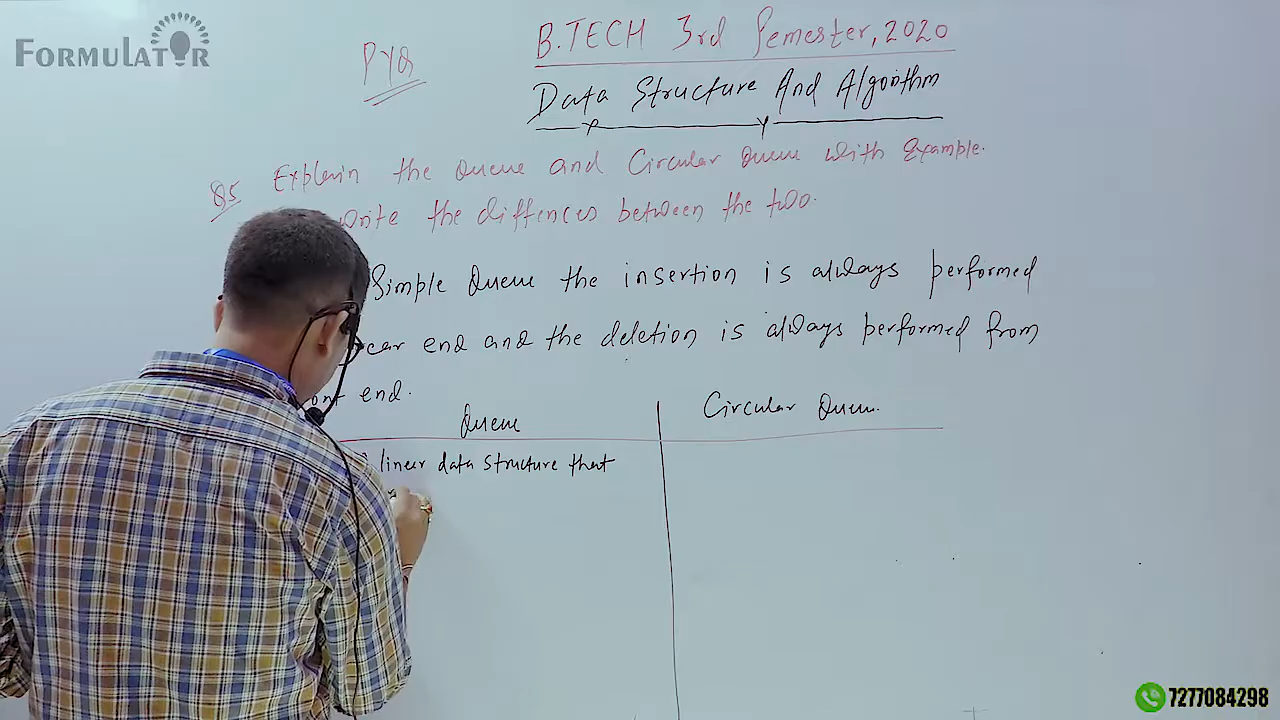 FORMULATOR
PYQ
B.TECH 3rd Semester, 2020
Data Structure And Algorithm
Q5 Explain the Queue and Circular Queue with Example.
write the diffences between the two.
Simple Queue the insertion is always performed
end and the deletion is always performed from
end.
Queue
Circular Queue.
linear data structure that
7277084298